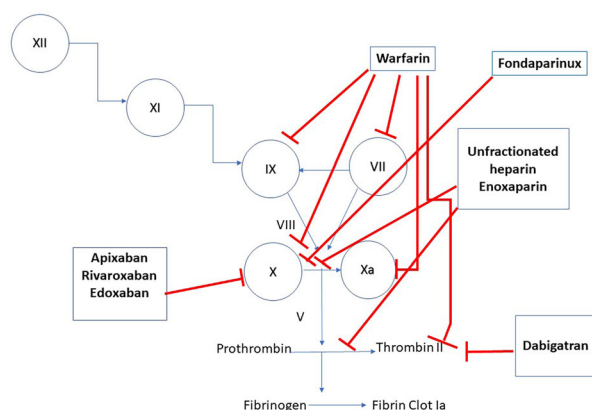 XII
Warfarin
Fondaparinux
XI
IX
VII
Unfractionated
heparin
Enoxaparin
VIII
Apixaban
Rivaroxaban
Edoxaban
X
Xa
V
Prothrombin
Thrombin II
Dabigatran
Fibrinogen
Fibrin Clot Ia